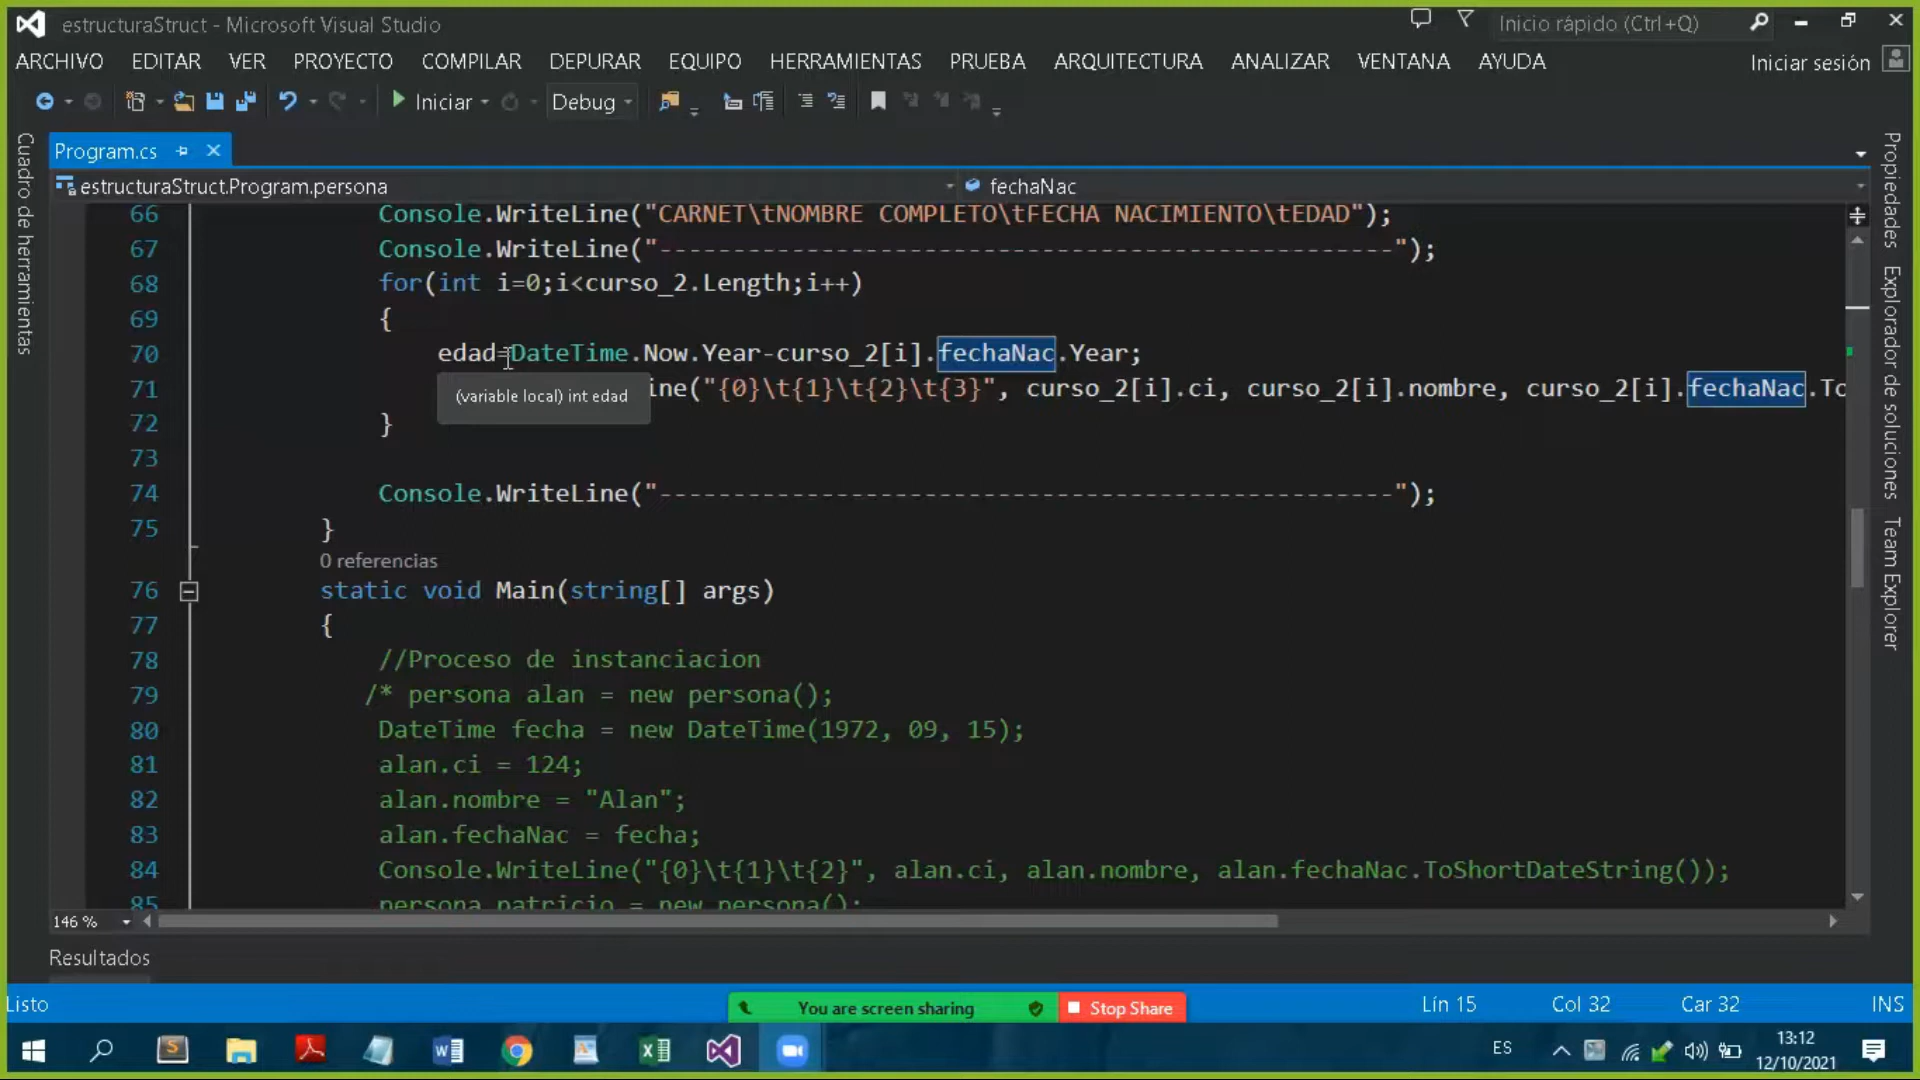 estructuraStruct - Microsoft Visual Studio
Inicio rápido (Ctrl+Q)
ARCHIVO EDITAR VER PROYECTO COMPILAR DEPURAR EQUIPO HERRAMIENTAS PRUEBA ARQUITECTURA ANALIZAR VENTANA AYUDA
Iniciar sesión
Iniciar
Debug
Cuadro de herramientas
Program.cs
estructuraStruct.Program.persona
fechaNac
66 Console.WriteLine("CARNET\tNOMBRE COMPLETO\tFECHA NACIMIENTO\tEDAD");
67 Console.WriteLine("--------------------------------------------------");
68 for(int i=0;i<curso_2.Length;i++)
69 {
70 edad=DateTime.Now.Year-curso_2[i].fechaNac.Year;
71 ine("{0}\t{1}\t{2}\t{3}", curso_2[i].ci, curso_2[i].nombre, curso_2[i].fechaNac.To
(variable local) int edad
72 }
73
74 Console.WriteLine("--------------------------------------------------");
75 }
0 referencias
76 static void Main(string[] args)
77 {
78 //Proceso de instanciacion
79 /* persona alan = new persona();
80 DateTime fecha = new DateTime(1972, 09, 15);
81 alan.ci = 124;
82 alan.nombre = "Alan";
83 alan.fechaNac = fecha;
84 Console.WriteLine("{0}\t{1}\t{2}", alan.ci, alan.nombre, alan.fechaNac.ToShortDateString());
85 persona patricio = new persona();
146 %
Propiedades
Explorador de soluciones
Team Explorer
Resultados
Listo
You are screen sharing
Stop Share
Lín 15
Col 32
Car 32
INS
ES
13:12
12/10/2021